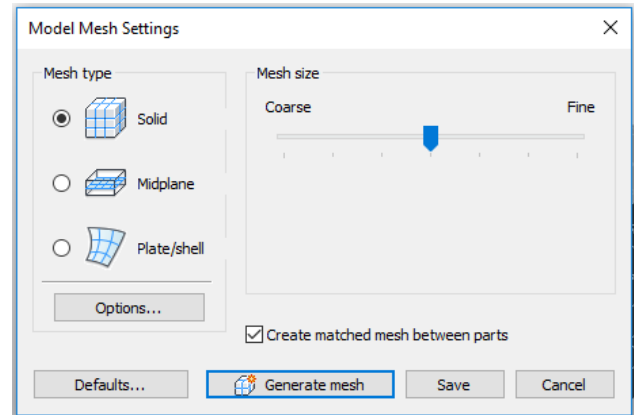 Model Mesh Settings
Mesh type
Solid
Midplane
Plate/shell
Options...
Mesh size
Coarse
Fine
Create matched mesh between parts
Defaults...
Generate mesh
Save
Cancel